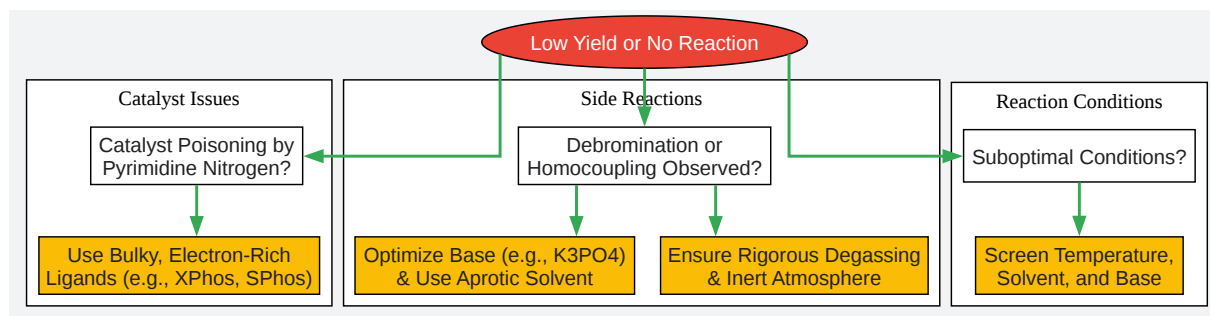 Low Yield or No Reaction
Catalyst Issues
Catalyst Poisoning by
Pyrimidine Nitrogen?
Use Bulky, Electron-Rich
Ligands (e.g., XPhos, SPhos)
Side Reactions
Debromination or
Homocoupling Observed?
Optimize Base (e.g., K3PO4)
& Use Aprotic Solvent
Ensure Rigorous Degassing
& Inert Atmosphere
Reaction Conditions
Suboptimal Conditions?
Screen Temperature,
Solvent, and Base